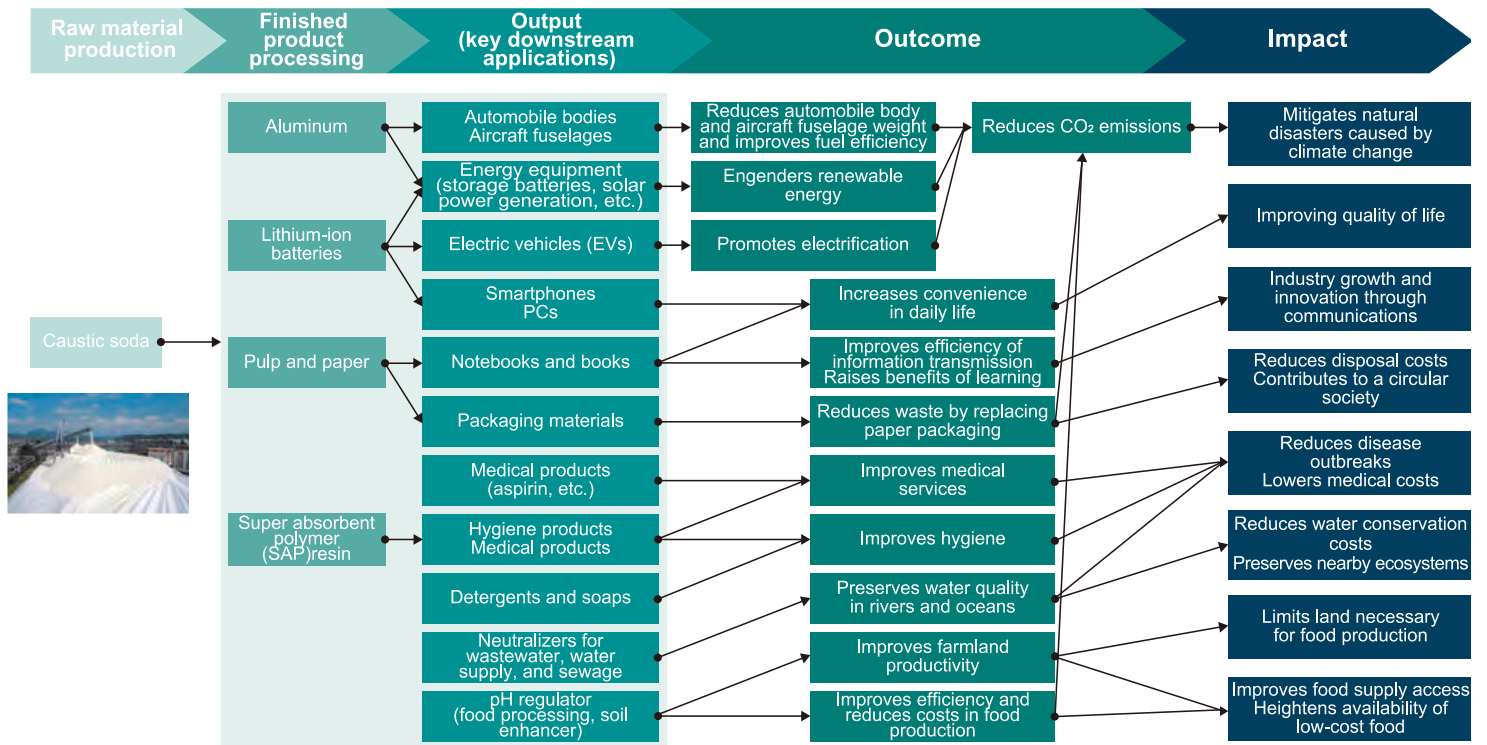 Raw material
production
Finished
product
processing
Output
(key downstream
applications)
Outcome
Impact
Caustic soda
Aluminum
Lithium-ion
batteries
Pulp and paper
Super absorbent
polymer
(SAP)resin
Automobile bodies
Aircraft fuselages
Energy equipment
(storage batteries, solar
power generation, etc.)
Electric vehicles (EVs)
Smartphones
PCs
Notebooks and books
Packaging materials
Medical products
(aspirin, etc.)
Hygiene products
Medical products
Detergents and soaps
Neutralizers for
wastewater, water
supply, and sewage
pH regulator
(food processing, soil
enhancer)
Reduces automobile body
and aircraft fuselage weight
and improves fuel efficiency
Engenders renewable
energy
Promotes electrification
Reduces CO₂ emissions
Increases convenience
in daily life
Improves efficiency of
information transmission
Raises benefits of learning
Reduces waste by replacing
paper packaging
Improves medical
services
Improves hygiene
Preserves water quality
in rivers and oceans
Improves farmland
productivity
Improves efficiency and
reduces costs in food
production
Mitigates natural
disasters caused by
climate change
Improving quality of life
Industry growth and
innovation through
communications
Reduces disposal costs
Contributes to a circular
society
Reduces disease
outbreaks
Lowers medical costs
Reduces water conservation
costs
Preserves nearby ecosystems
Limits land necessary
for food production
Improves food supply access
Heightens availability of
low-cost food